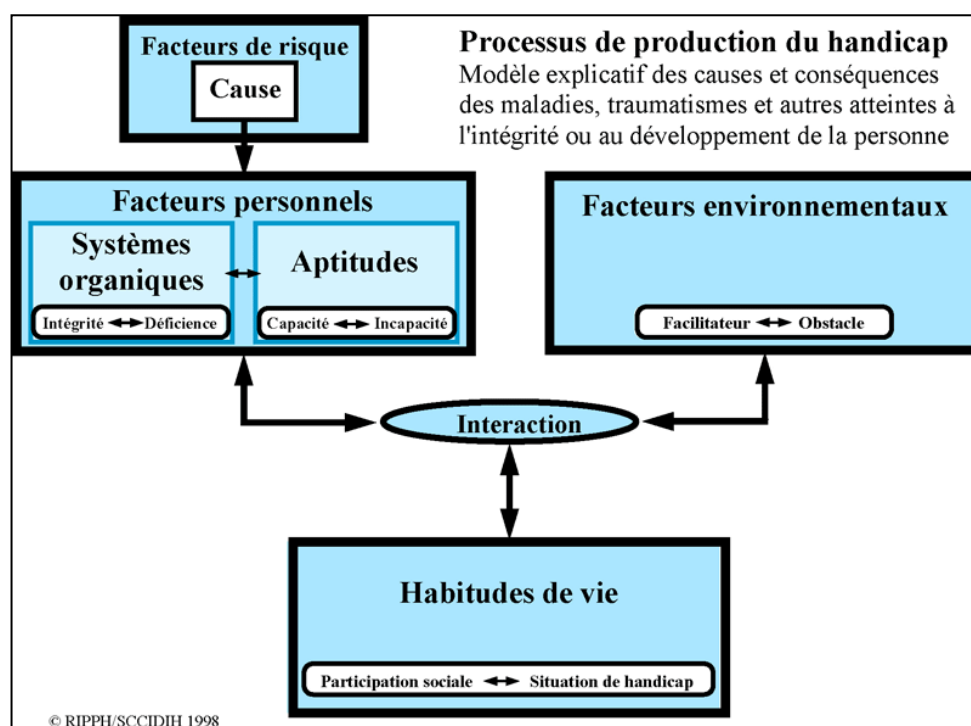 Facteurs de risque
Cause
Processus de production du handicap
Modèle explicatif des causes et conséquences
des maladies, traumatismes et autres atteintes à
l'intégrité ou au développement de la personne
Facteurs personnels
Systèmes
organiques
Intégrité Déficience
Aptitudes
Capacité Incapacité
Facteurs environnementaux
Facilitateur Obstacle
Interaction
Habitudes de vie
Participation sociale Situation de handicap
© RIPPH/SCCIDIH 1998